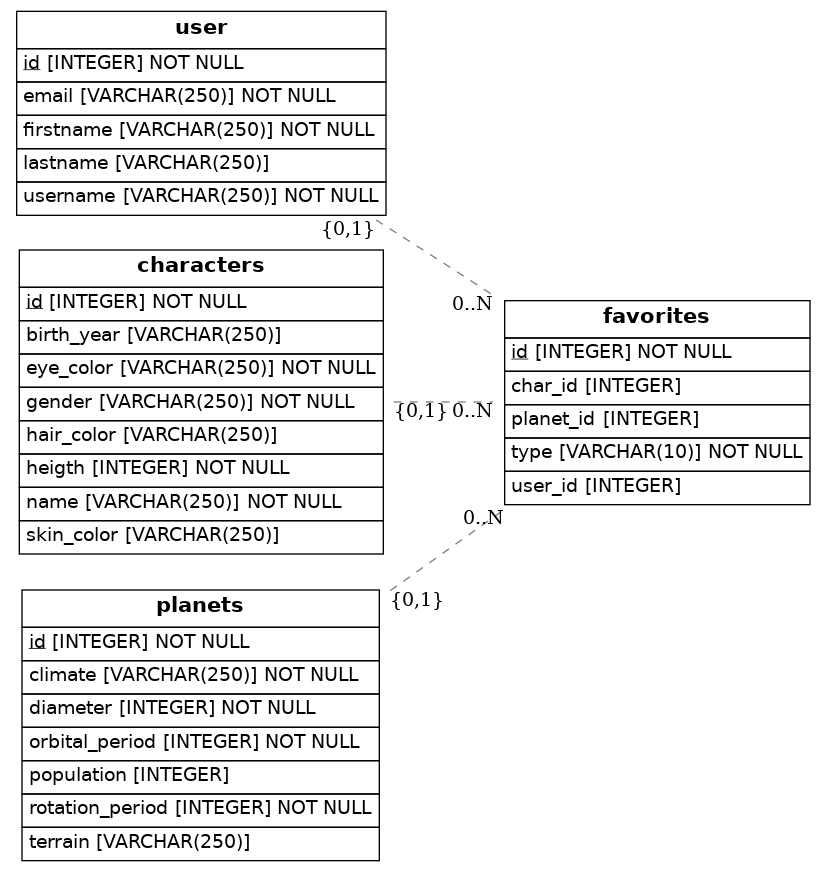 user
id [INTEGER] NOT NULL
email [VARCHAR(250)] NOT NULL
firstname [VARCHAR(250)] NOT NULL
lastname [VARCHAR(250)]
username [VARCHAR(250)] NOT NULL
{0,1}
0..N
characters
id [INTEGER] NOT NULL
birth_year [VARCHAR(250)]
eye_color [VARCHAR(250)] NOT NULL
gender [VARCHAR(250)] NOT NULL
hair_color [VARCHAR(250)]
heigth [INTEGER] NOT NULL
name [VARCHAR(250)] NOT NULL
skin_color [VARCHAR(250)]
{0,1} 0..N
favorites
id [INTEGER] NOT NULL
char_id [INTEGER]
planet_id [INTEGER]
type [VARCHAR(10)] NOT NULL
user_id [INTEGER]
0..N
{0,1}
planets
id [INTEGER] NOT NULL
climate [VARCHAR(250)] NOT NULL
diameter [INTEGER] NOT NULL
orbital_period [INTEGER] NOT NULL
population [INTEGER]
rotation_period [INTEGER] NOT NULL
terrain [VARCHAR(250)]